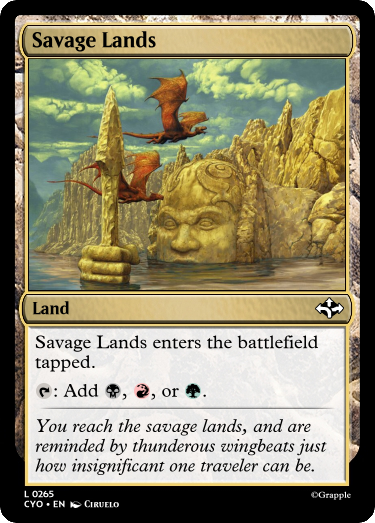 Savage Lands
Land
Savage Lands enters the battlefield
tapped.
: Add , , or .
You reach the savage lands, and are
reminded by thunderous wingbeats just
how insignificant one traveler can be.
L 0265
CYO • EN Ciruelo
©Grapple